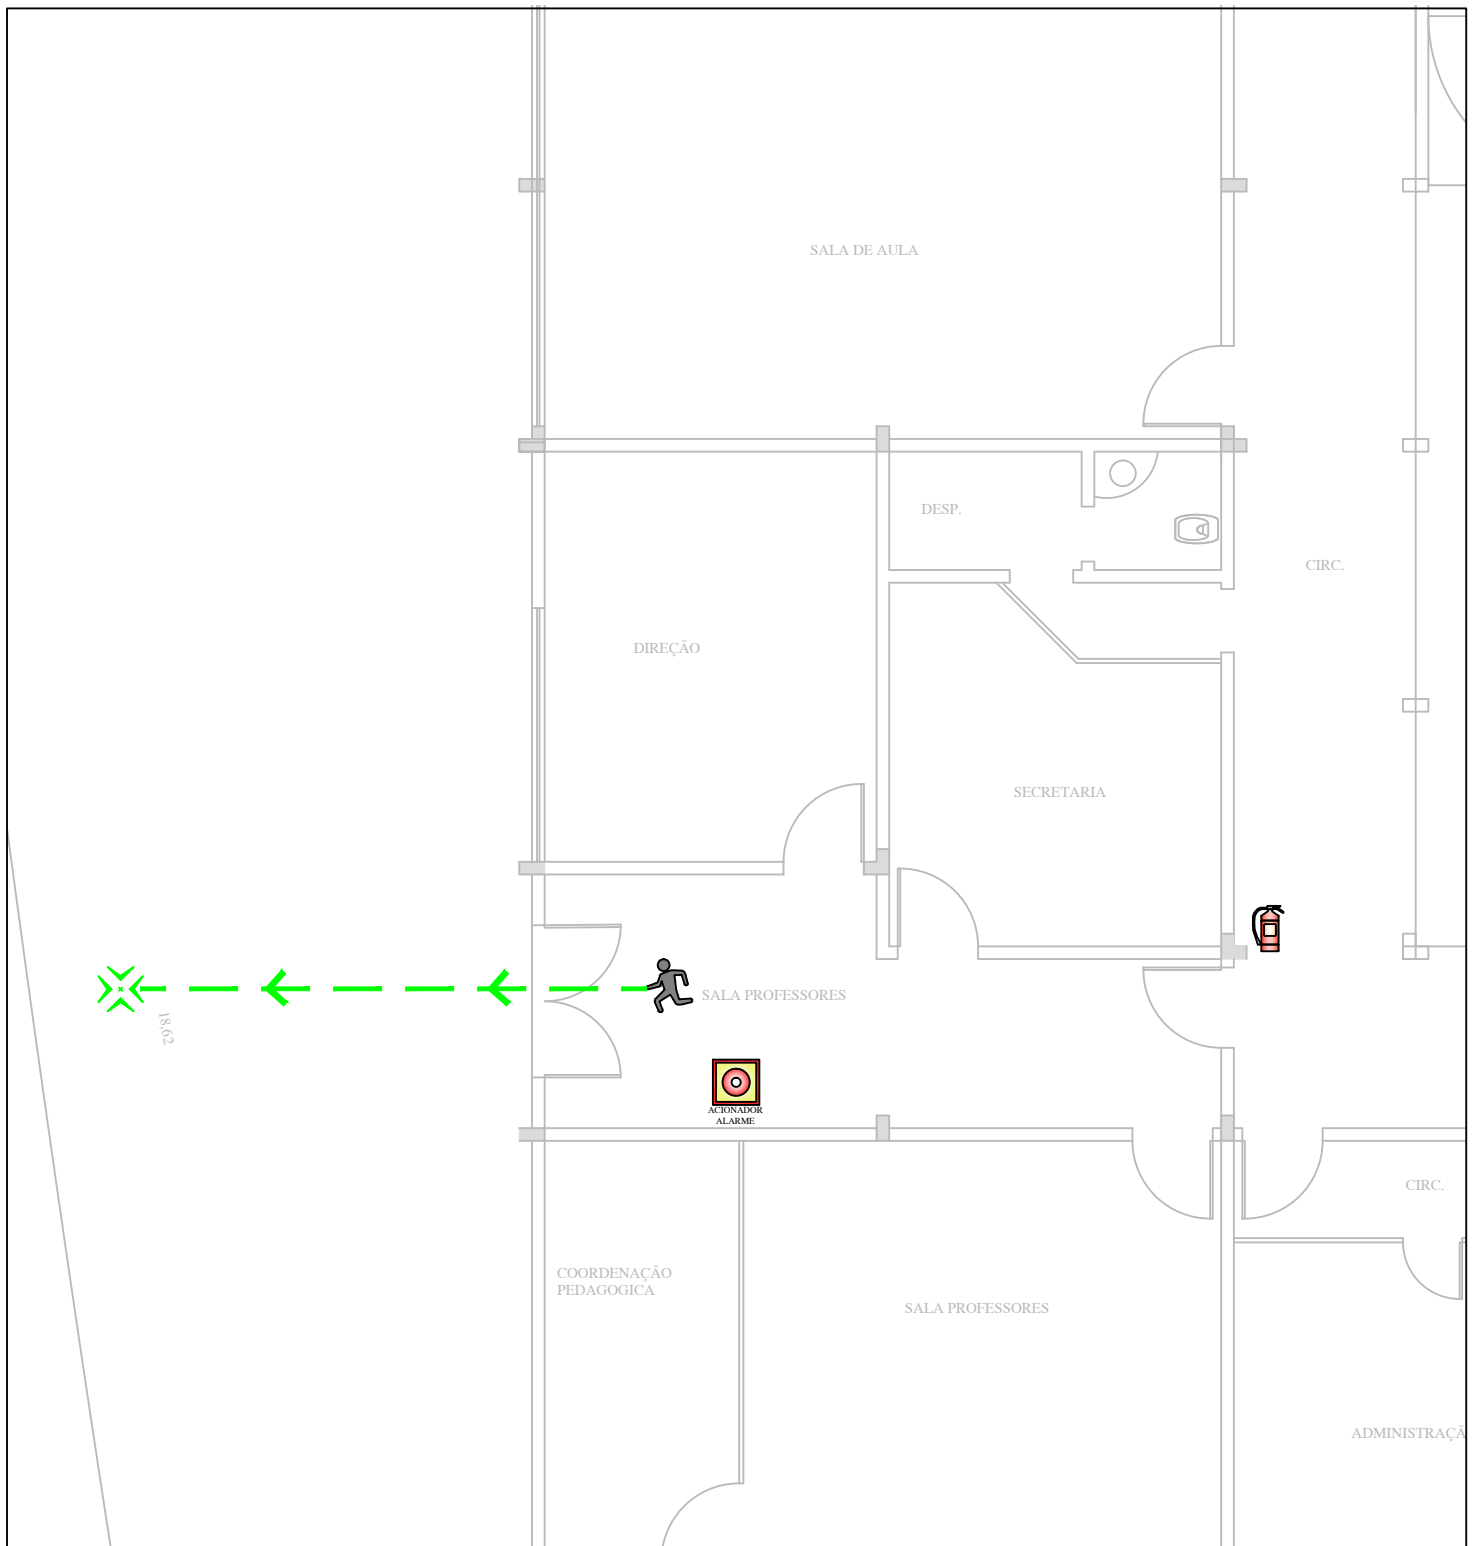 SALA DE AULA
DESP.
CIRC.
DIREÇÃO
SECRETARIA
SALA PROFESSORES
18,62
ACIONADOR
ALARME
CIRC.
COORDENAÇÃO
PEDAGOGICA
SALA PROFESSORES
ADMINISTRAÇÃ